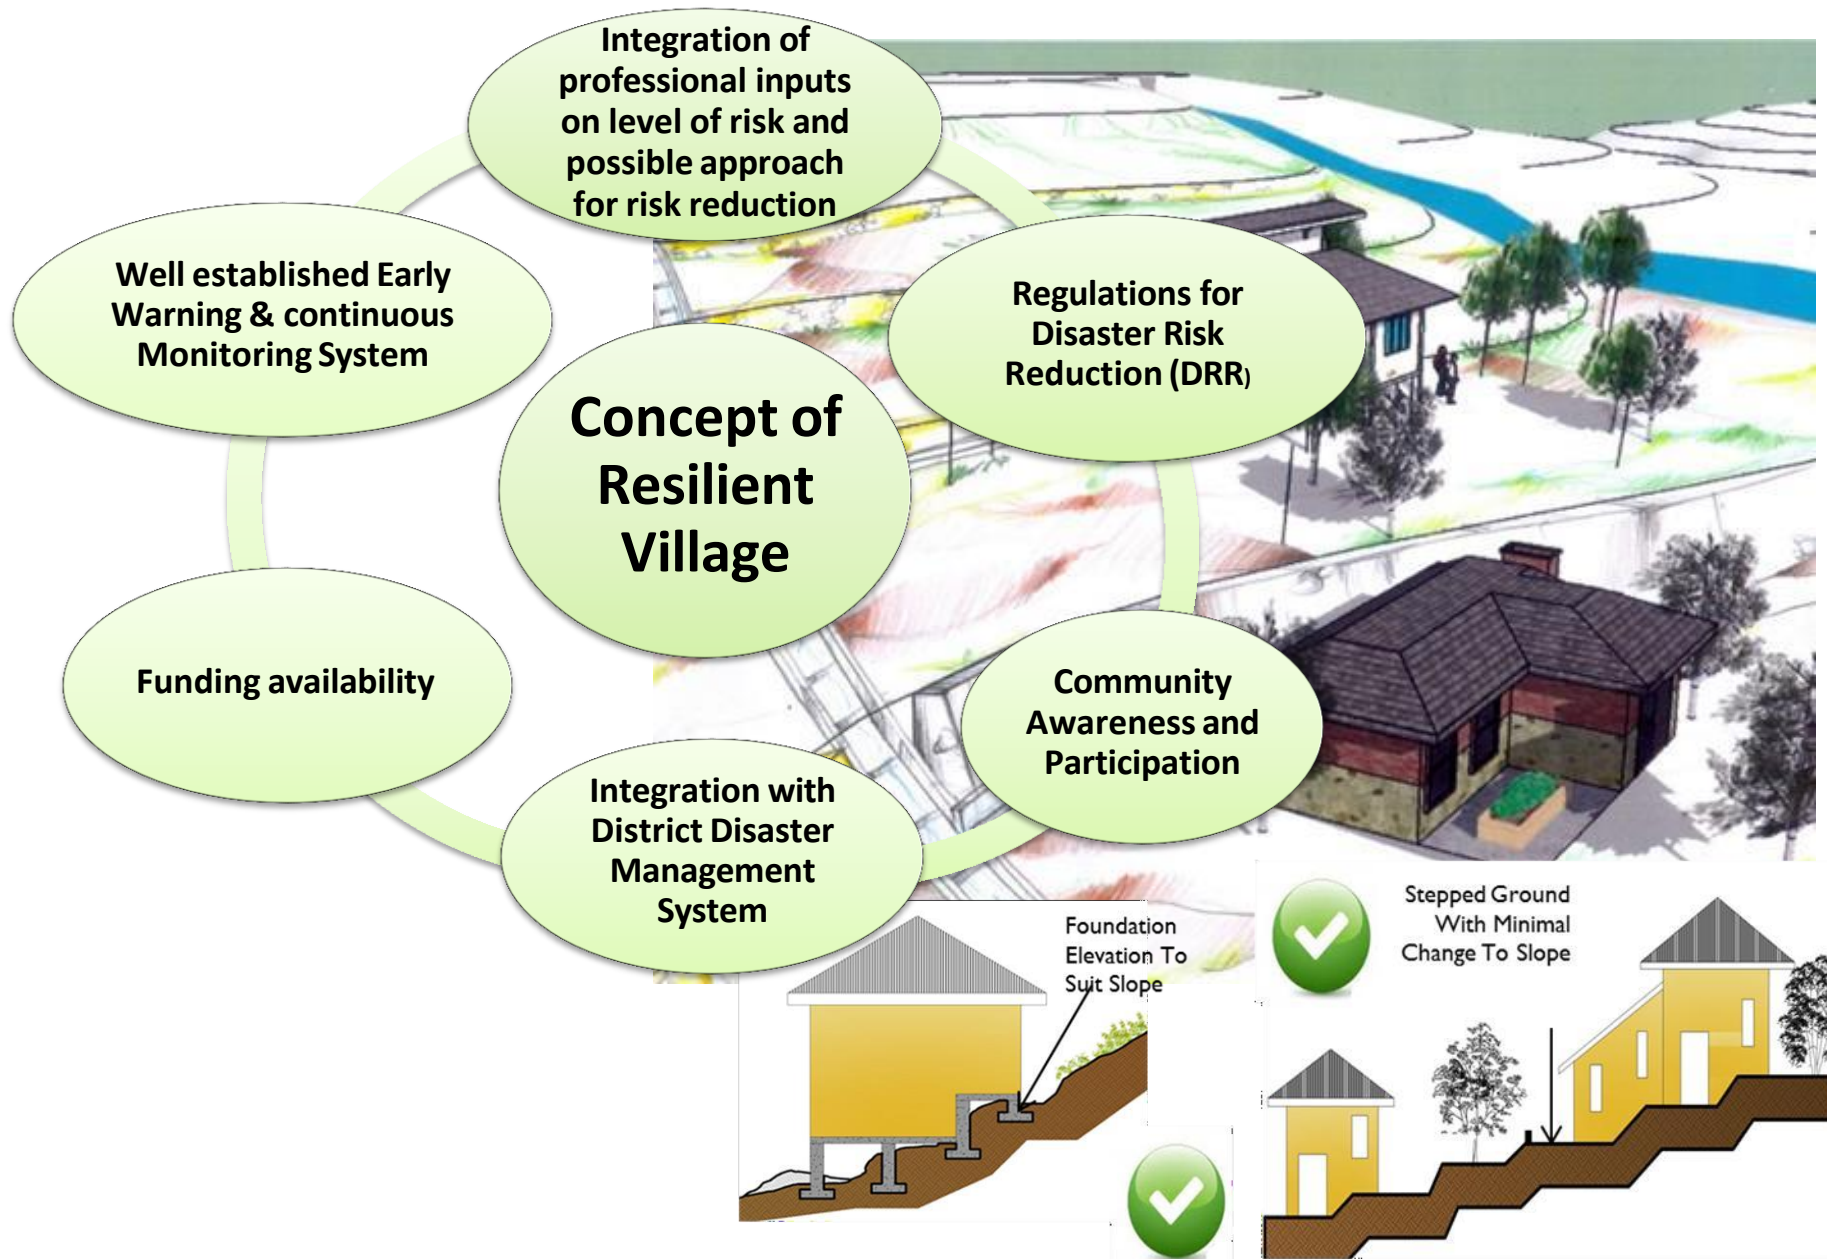 Integration of
professional inputs
on level of risk and
possible approach
for risk reduction
Well established Early
Warning & continuous
Monitoring System
Regulations for
Disaster Risk
Reduction (DRR)
Concept of
Resilient
Village
Funding availability
Community
Awareness and
Participation
Integration with
District Disaster
Management
System
Foundation
Elevation To
Suit Slope
Stepped Ground
With Minimal
Change To Slope